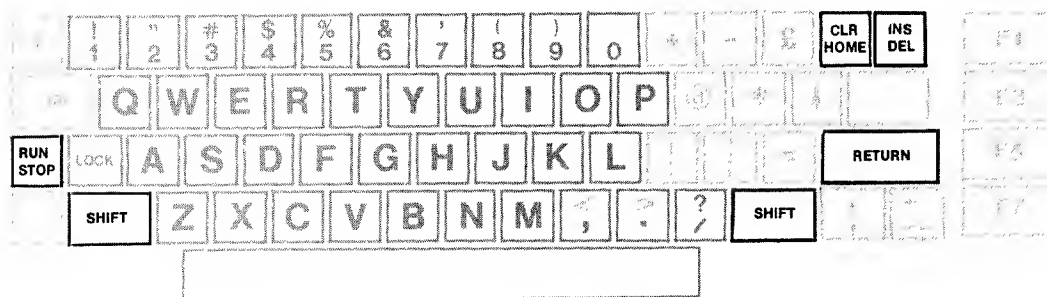 ! " # $ % & ' ( ) + - £ CLR INS
1 2 3 4 5 6 7 8 9 0 HOME DEL
Q W E R T Y U I O P @ *
RUN
STOP LOCK A S D F G H J K L RETURN
SHIFT Z X C V B N M , . ? / SHIFT